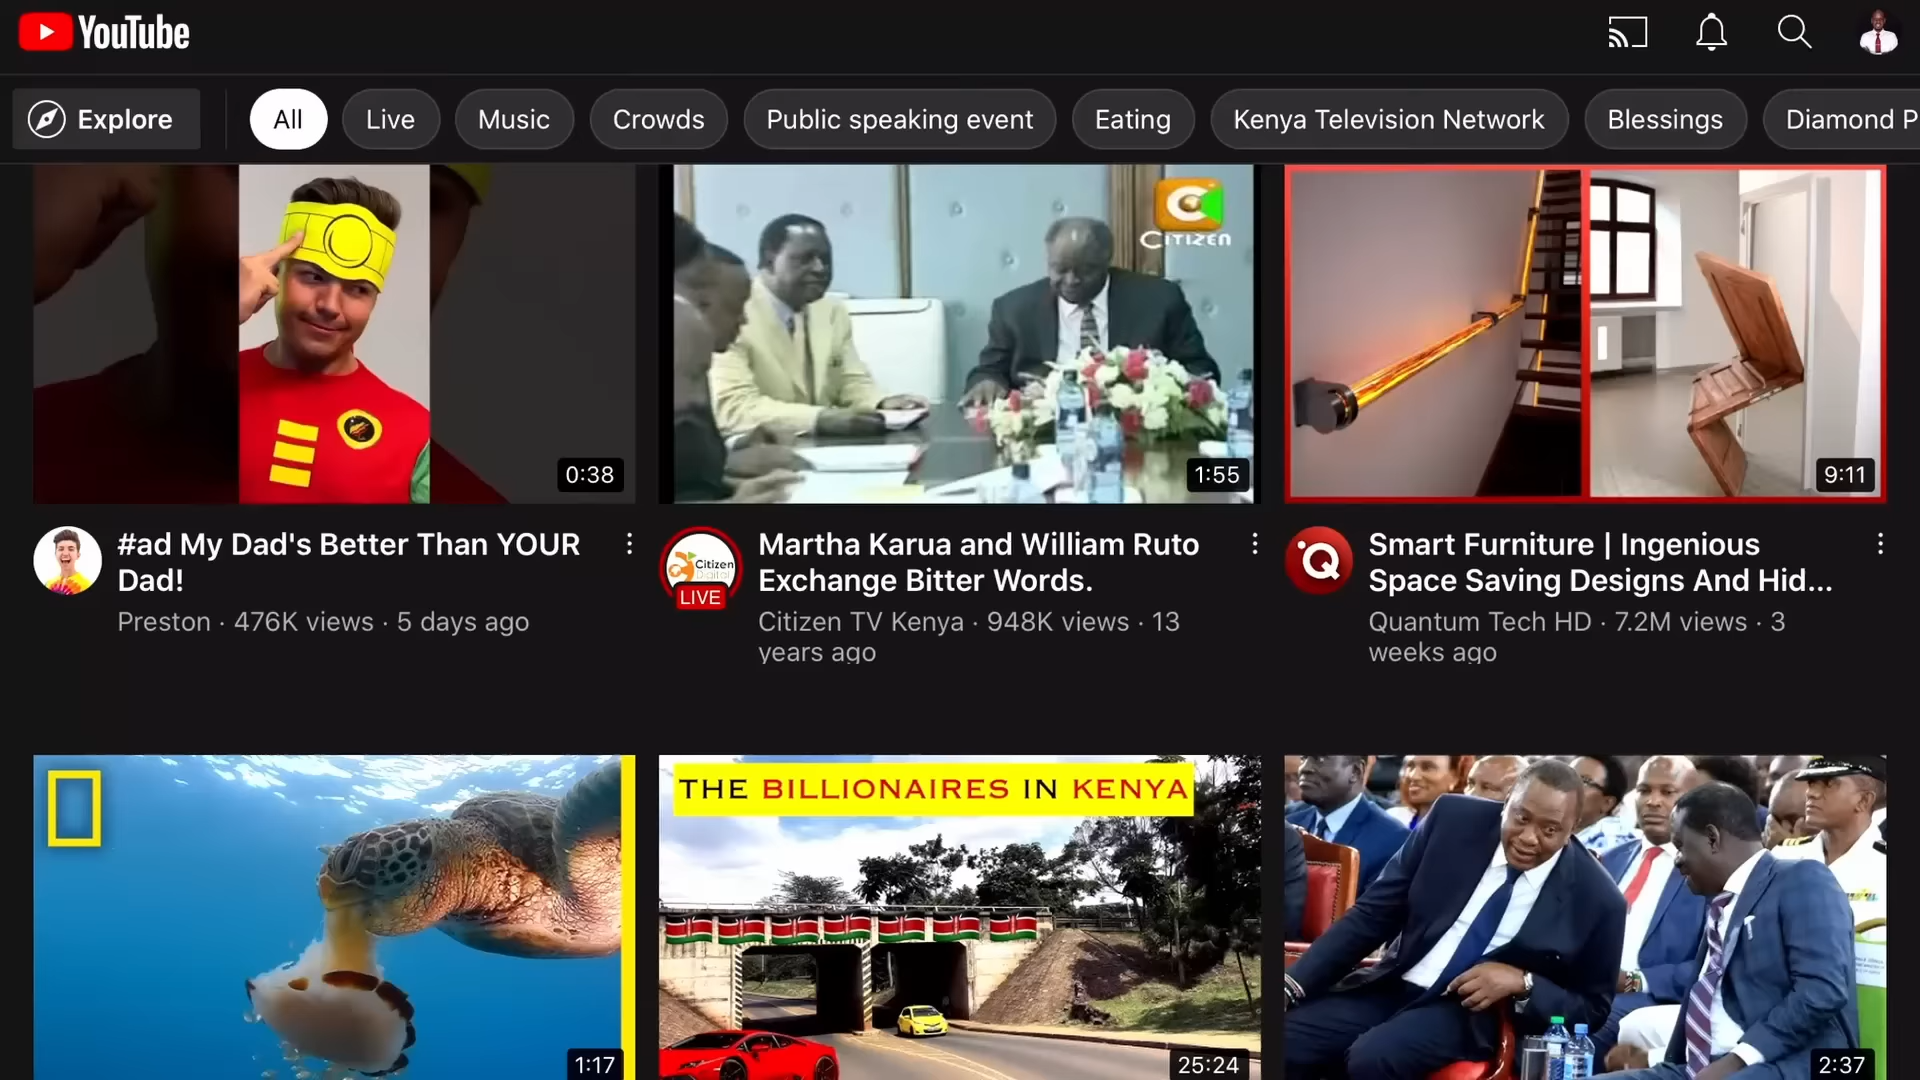 YouTube
Explore
All
Live
Music
Crowds
Public speaking event
Eating
Kenya Television Network
Blessings
Diamond P
CITIZEN
0:38
1:55
9:11
#ad My Dad's Better Than YOUR
Dad!
Preston · 476K views · 5 days ago
Citizen
Digital
LIVE
Martha Karua and William Ruto
Exchange Bitter Words.
Citizen TV Kenya · 948K views · 13
years ago
Q
Smart Furniture | Ingenious
Space Saving Designs And Hid...
Quantum Tech HD · 7.2M views · 3
weeks ago
THE BILLIONAIRES IN KENYA
1:17
25:24
2:37